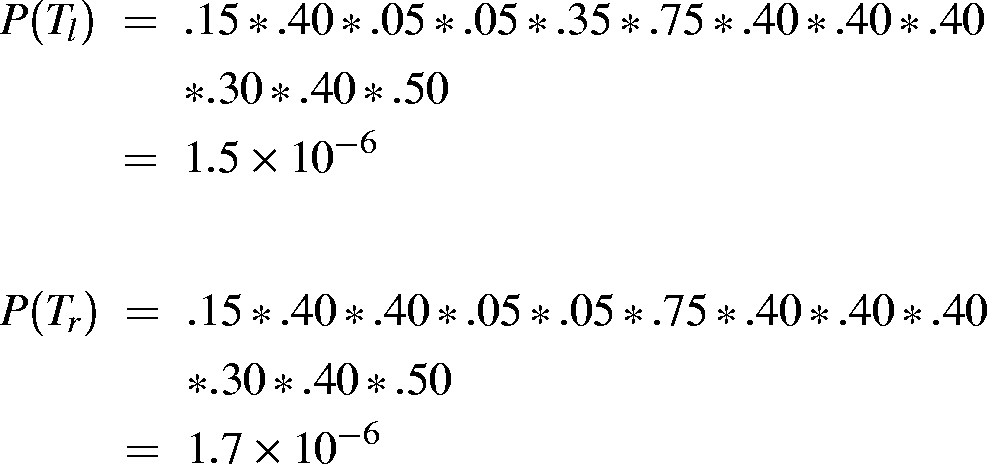 P(T_l) = .15 * .40 * .05 * .05 * .35 * .75 * .40 * .40 * .40
*.30 * .40 * .50
= 1.5 × 10^−6
P(T_r) = .15 * .40 * .40 * .05 * .05 * .75 * .40 * .40 * .40
*.30 * .40 * .50
= 1.7 × 10^−6